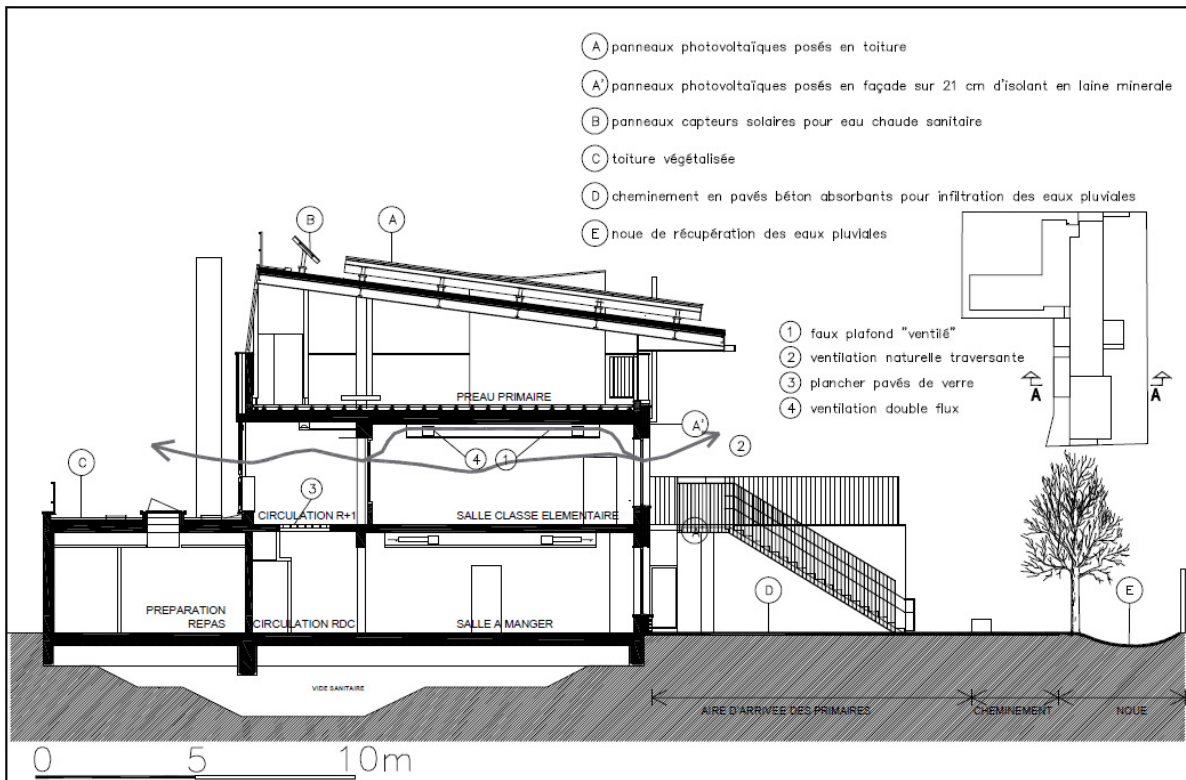 A panneaux photovoltaïques posés en toiture
A' panneaux photovoltaïques posés en façade sur 21 cm d'isolant en laine minerale
B panneaux capteurs solaires pour eau chaude sanitaire
C toiture végétalisée
D cheminement en pavés béton absorbants pour infiltration des eaux pluviales
E noue de récupération des eaux pluviales
B
A
1 faux plafond "ventilé"
2 ventilation naturelle traversante
3 plancher pavés de verre
4 ventilation double flux
A
A
PREAU PRIMAIRE
A'
2
4
1
C
3
CIRCULATION R+1
SALLE CLASSE ELEMENTAIRE
A'
D
E
PREPARATION
REPAS
CIRCULATION RDC
SALLE A MANGER
VIDE SANITAIRE
AIRE D'ARRIVEE DES PRIMAIRES
CHEMINEMENT
NOUE
0 5 10m